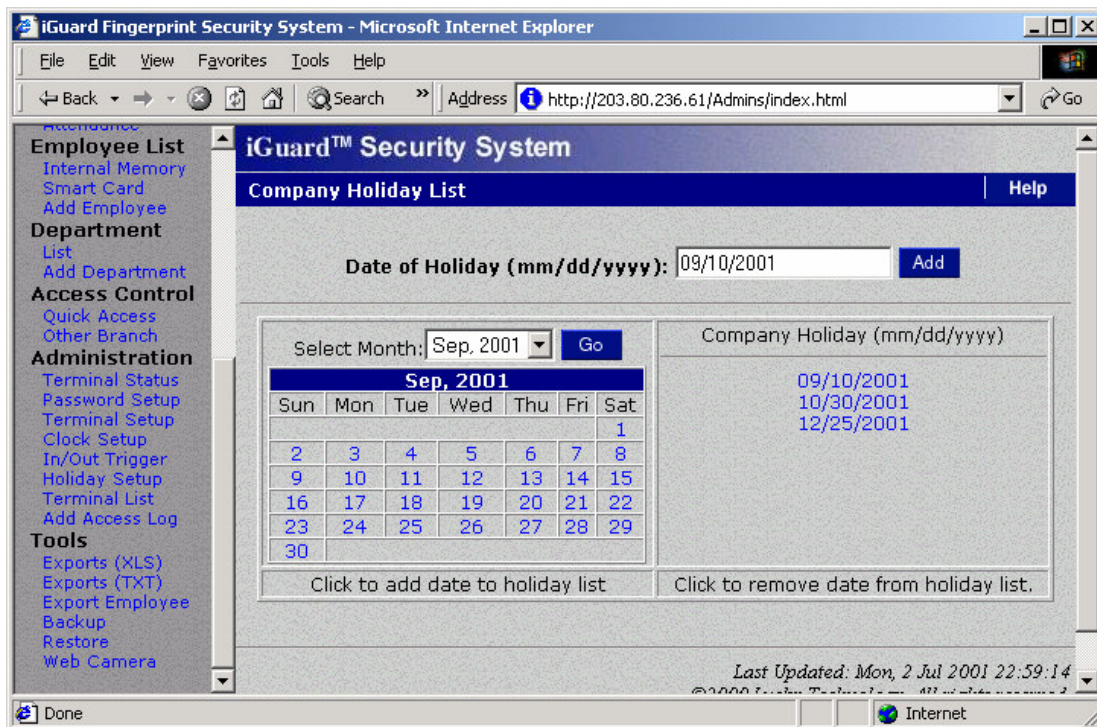 iGuard Fingerprint Security System - Microsoft Internet Explorer
File Edit View Favorites Tools Help
Back Search » Address http://203.80.236.61/Admins/index.html Go
Attendance
Employee List
Internal Memory
Smart Card
Add Employee
Department
List
Add Department
Access Control
Quick Access
Other Branch
Administration
Terminal Status
Password Setup
Terminal Setup
Clock Setup
In/Out Trigger
Holiday Setup
Terminal List
Add Access Log
Tools
Exports (XLS)
Exports (TXT)
Export Employee
Backup
Restore
Web Camera
iGuard™ Security System
Company Holiday List Help
Date of Holiday (mm/dd/yyyy): 09/10/2001 Add
Select Month: Sep, 2001 Go
Sep, 2001
Sun Mon Tue Wed Thu Fri Sat
1
2 3 4 5 6 7 8
9 10 11 12 13 14 15
16 17 18 19 20 21 22
23 24 25 26 27 28 29
30
Click to add date to holiday list
Company Holiday (mm/dd/yyyy)
09/10/2001
10/30/2001
12/25/2001
Click to remove date from holiday list.
Last Updated: Mon, 2 Jul 2001 22:59:14
©2000 Lucky Technology. All rights reserved.
Done Internet